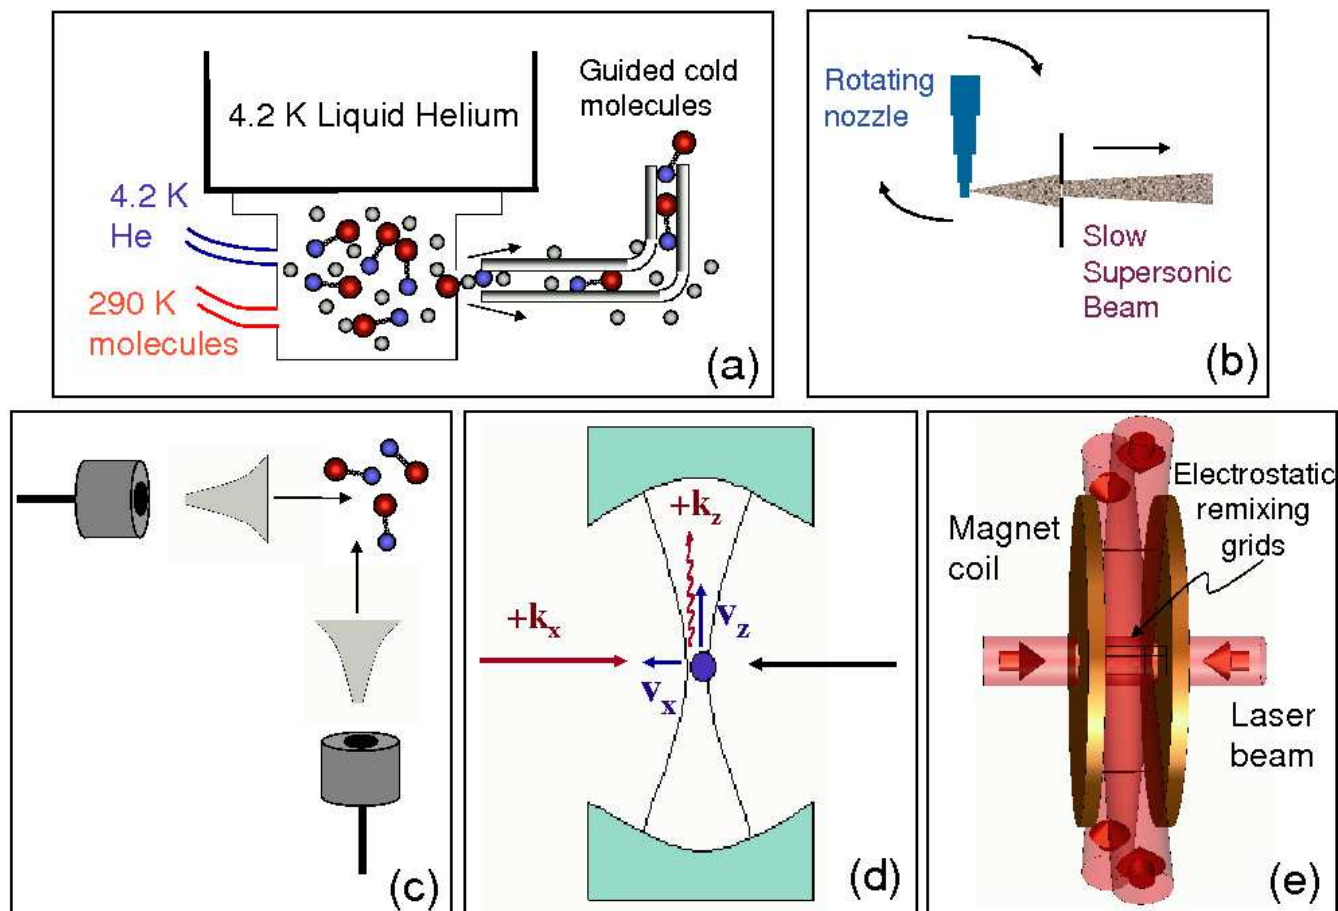 4.2 K Liquid Helium
Guided cold
molecules
4.2 K
He
290 K
molecules
(a)
Rotating
nozzle
Slow
Supersonic
Beam
(b)
(c)
+k_z
+k_x
v_z
v_x
(d)
Electrostatic
remixing
grids
Magnet
coil
Laser
beam
(e)